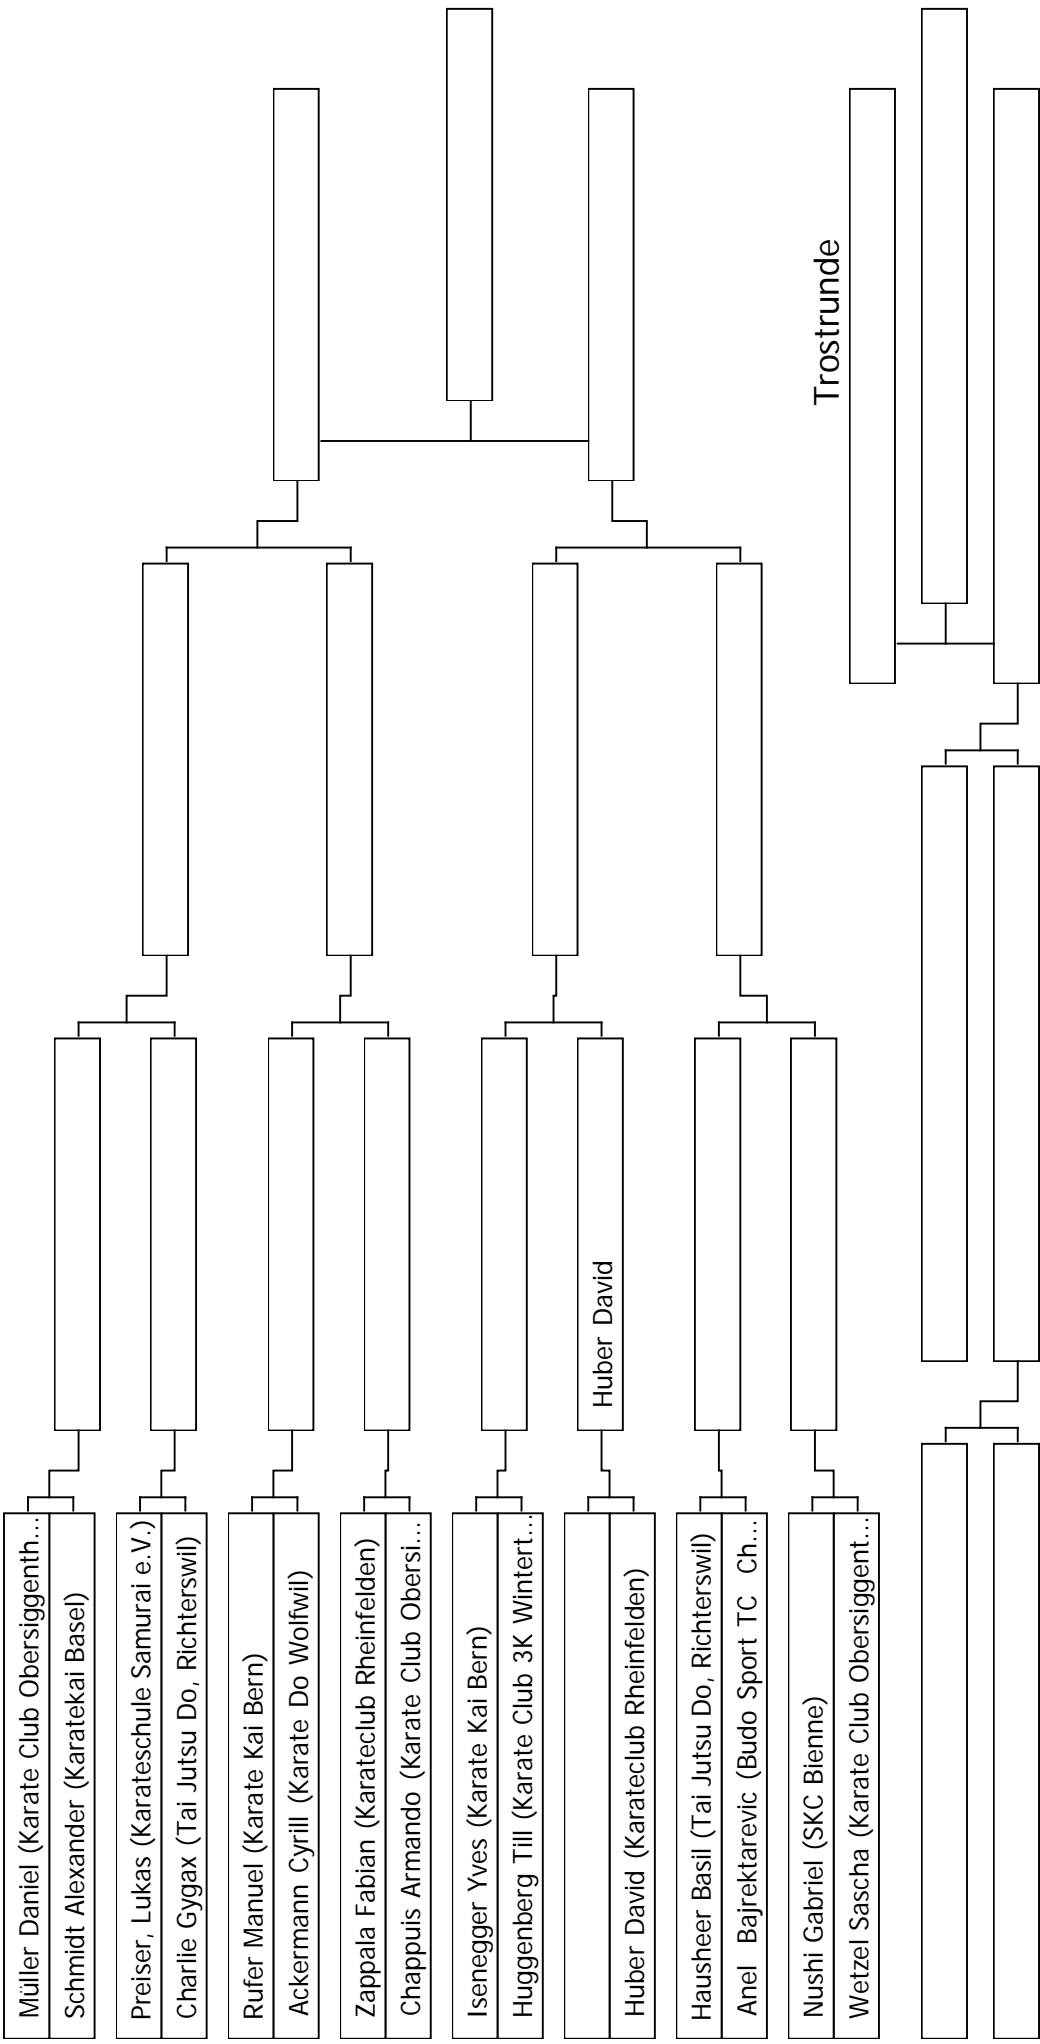 Müller Daniel (Karate Club Obersiggenth...
Schmidt Alexander (Karatekai Basel)
Preiser, Lukas (Karateschule Samurai e.V.)
Charlie Gygax (Tai Jutsu Do, Richterswil)
Rufer Manuel (Karate Kai Bern)
Ackermann Cyrill (Karate Do Wolfwil)
Zappala Fabian (Karateclub Rheinfelden)
Chappuis Armando (Karate Club Obersi...
Isenegger Yves (Karate Kai Bern)
Huggenberg Till (Karate Club 3K Wintert...
Huber David (Karateclub Rheinfelden)
Hausheer Basil (Tai Jutsu Do, Richterswil)
Anel Bajrektarevic (Budo Sport TC Ch...
Nushi Gabriel (SKC Bienne)
Wetzel Sascha (Karate Club Obersiggent...
Huber David
Trostrunde